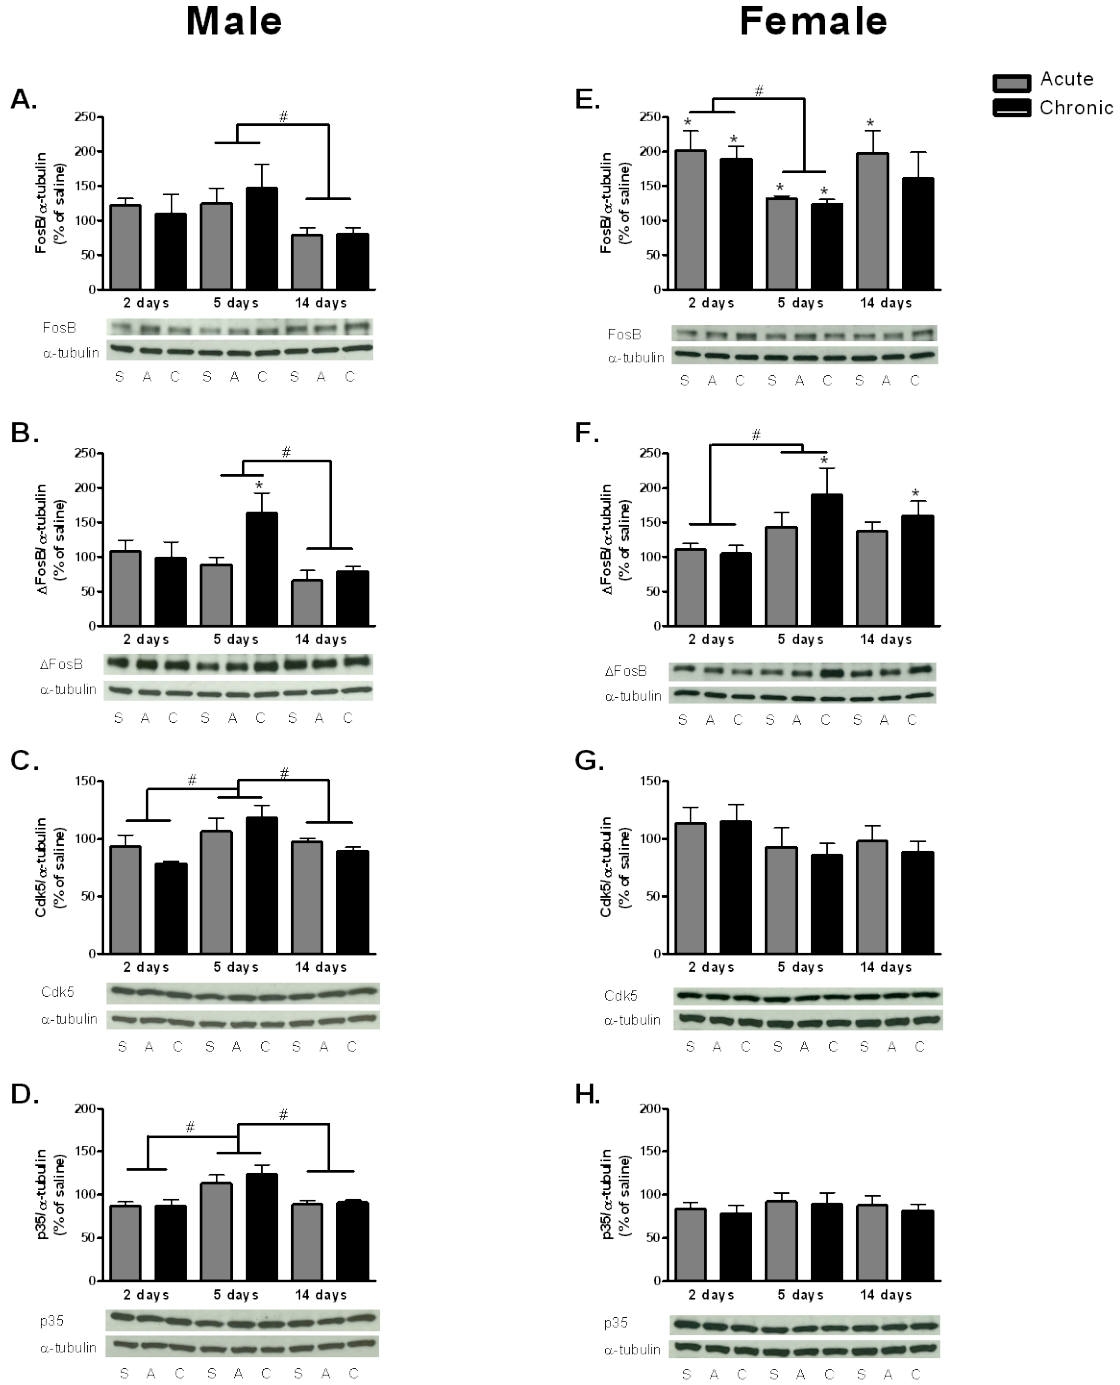 Male
Female
Acute
Chronic
A.
#
FosB/α-tubulin
(% of saline)
250
200
150
100
50
0
2 days
5 days
14 days
FosB
α-tubulin
S A C S A C S A C
B.
#
*
ΔFosB/α-tubulin
(% of saline)
250
200
150
100
50
0
2 days
5 days
14 days
ΔFosB
α-tubulin
S A C S A C S A C
C.
#
#
Cdk5/α-tubulin
(% of saline)
150
100
50
0
2 days
5 days
14 days
Cdk5
α-tubulin
S A C S A C S A C
D.
#
#
p35/α-tubulin
(% of saline)
200
150
100
50
0
2 days
5 days
14 days
p35
α-tubulin
S A C S A C S A C
E.
#
* * * * *
FosB/α-tubulin
(% of saline)
250
200
150
100
50
0
2 days
5 days
14 days
FosB
α-tubulin
S A C S A C S A C
F.
#
* *
ΔFosB/α-tubulin
(% of saline)
250
200
150
100
50
0
2 days
5 days
14 days
ΔFosB
α-tubulin
S A C S A C S A C
G.
Cdk5/α-tubulin
(% of saline)
150
100
50
0
2 days
5 days
14 days
Cdk5
α-tubulin
S A C S A C S A C
H.
p35/α-tubulin
(% of saline)
200
150
100
50
0
2 days
5 days
14 days
p35
α-tubulin
S A C S A C S A C